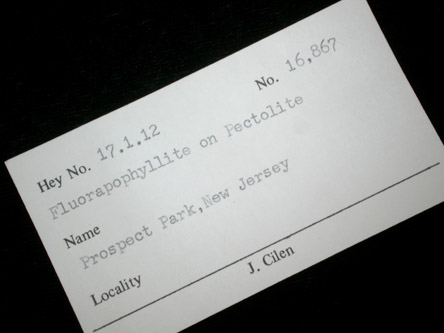 Hey No. 17.1.12 No. 16,867
Fluorapophyllite on Pectolite
Name
Prospect Park,New Jersey
Locality
J. Cilen